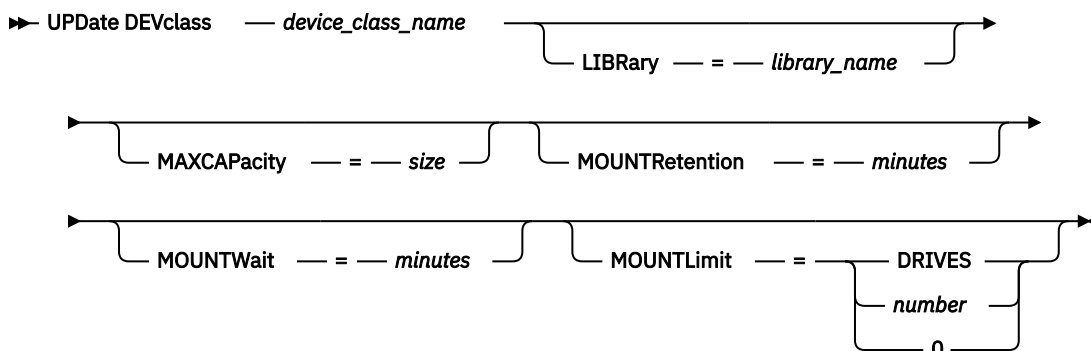 UPDate DEVclass device_class_name
LIBRary = library_name
MAXCAPacity = size MOUNTRetention = minutes
MOUNTWait = minutes MOUNTLimit = DRIVES
number
0